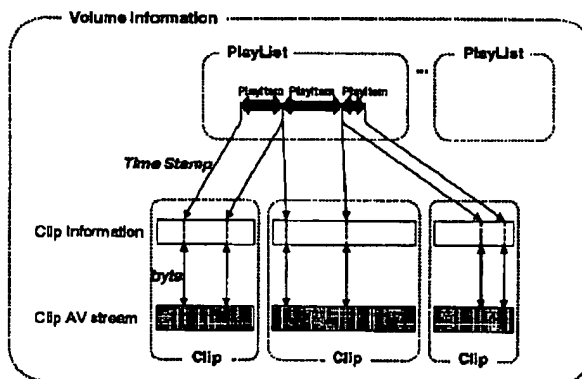 Volume Information
PlayList
PlayList
...
PlayItem PlayItem PlayItem
Time Stamp
Clip Information
byte
Clip AV stream
Clip
Clip
Clip